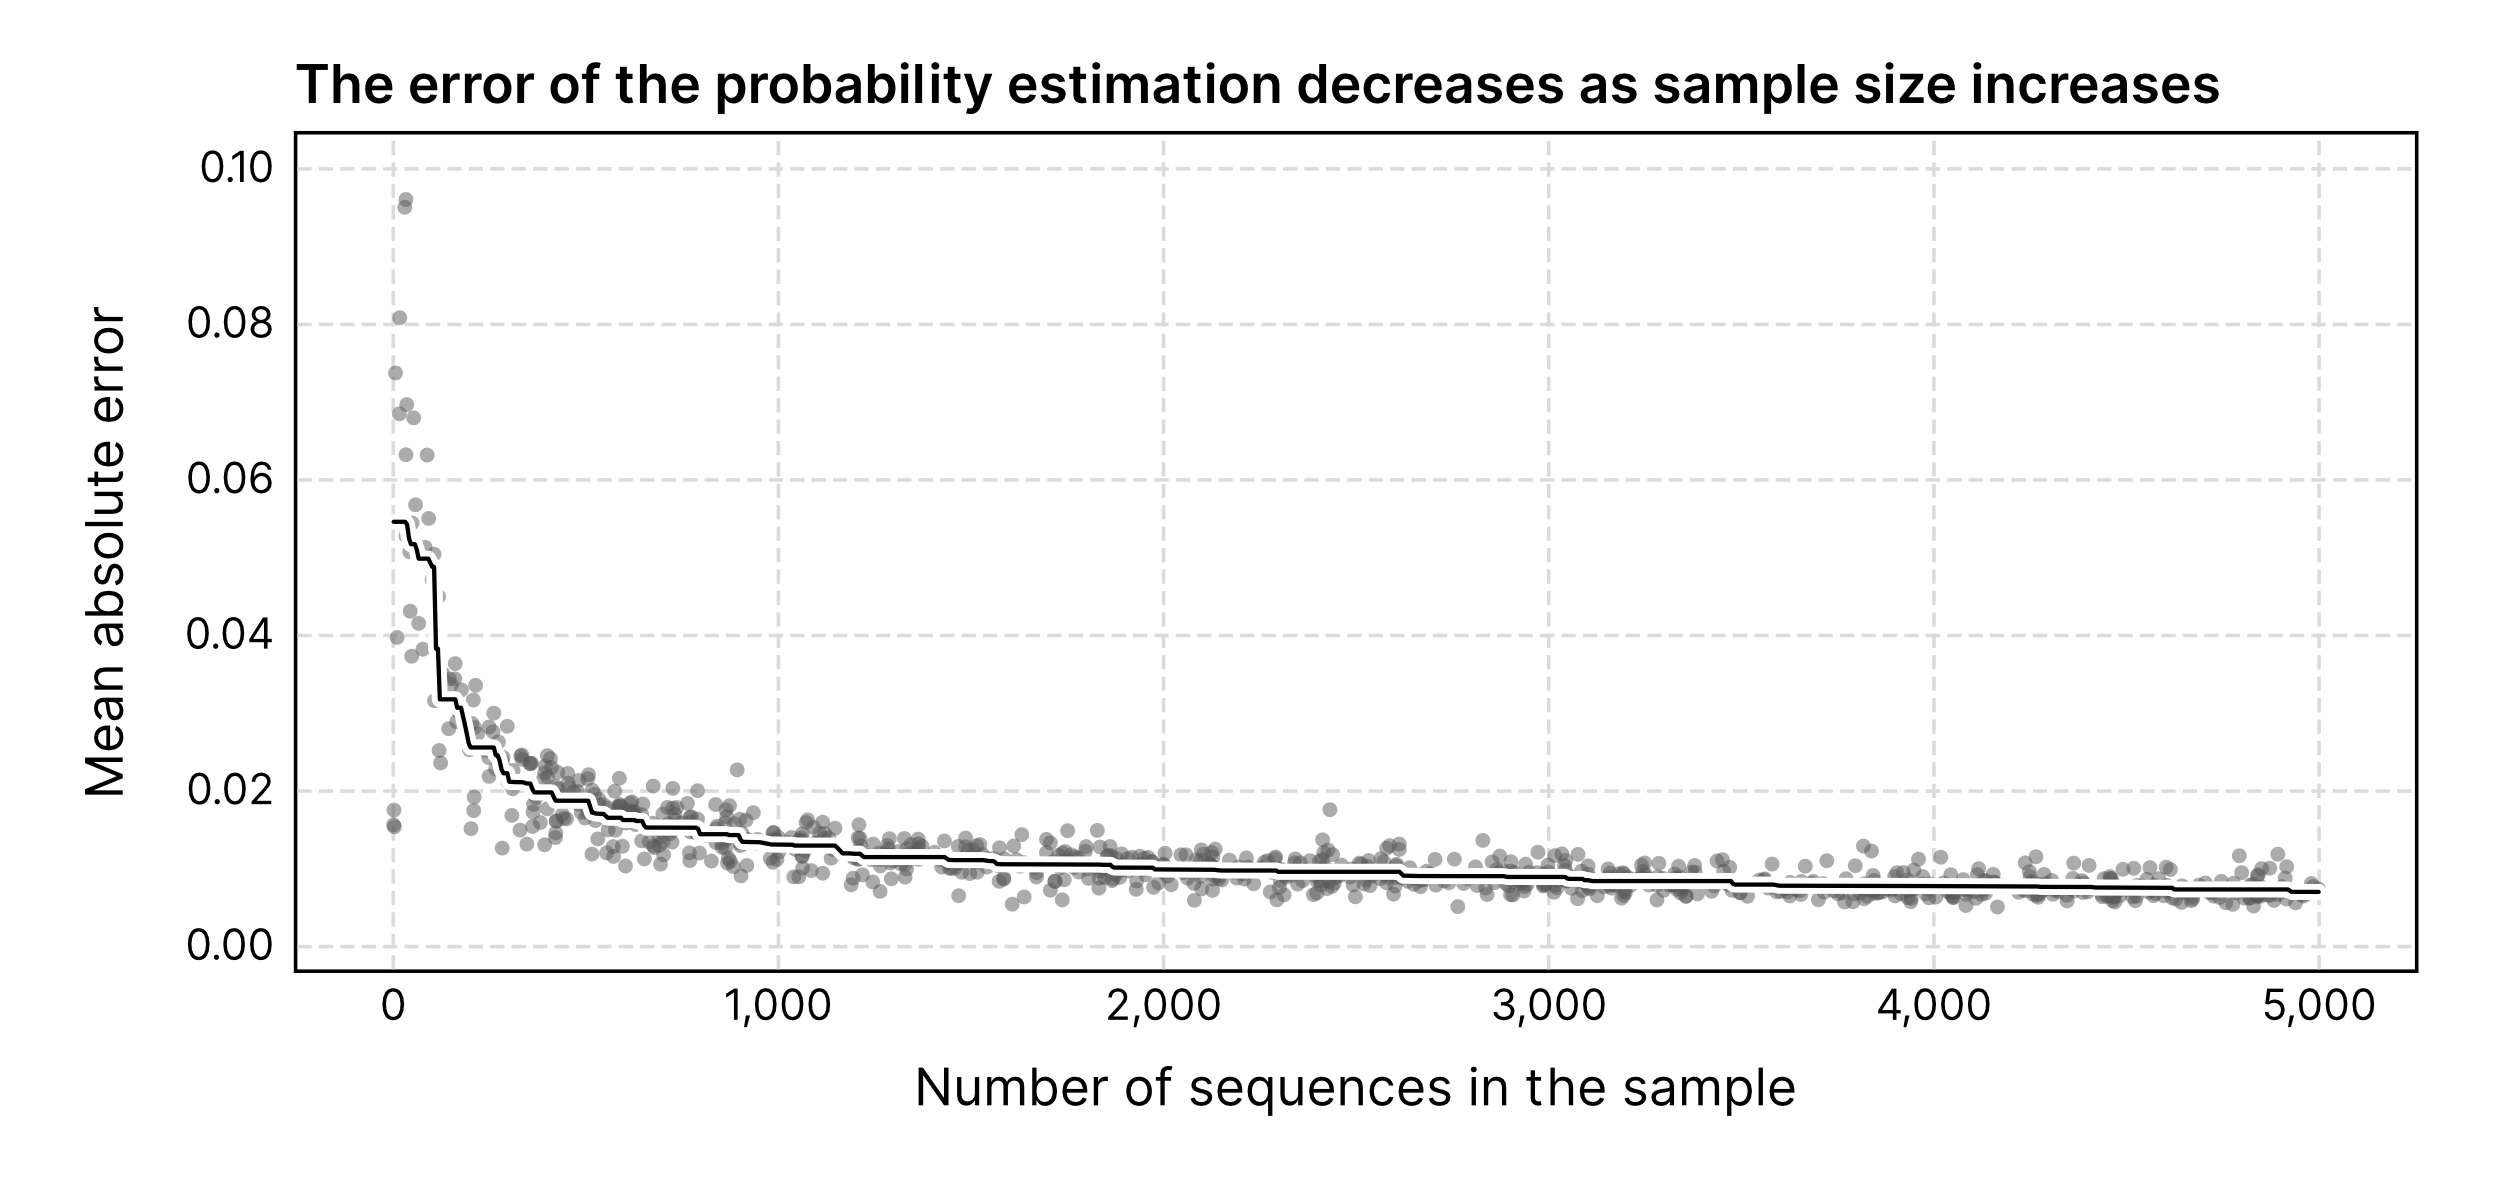 The error of the probability estimation decreases as sample size increases
0.10
0.08
0.06
0.04
0.02
0.00
Mean absolute error
0 1,000 2,000 3,000 4,000 5,000
Number of sequences in the sample